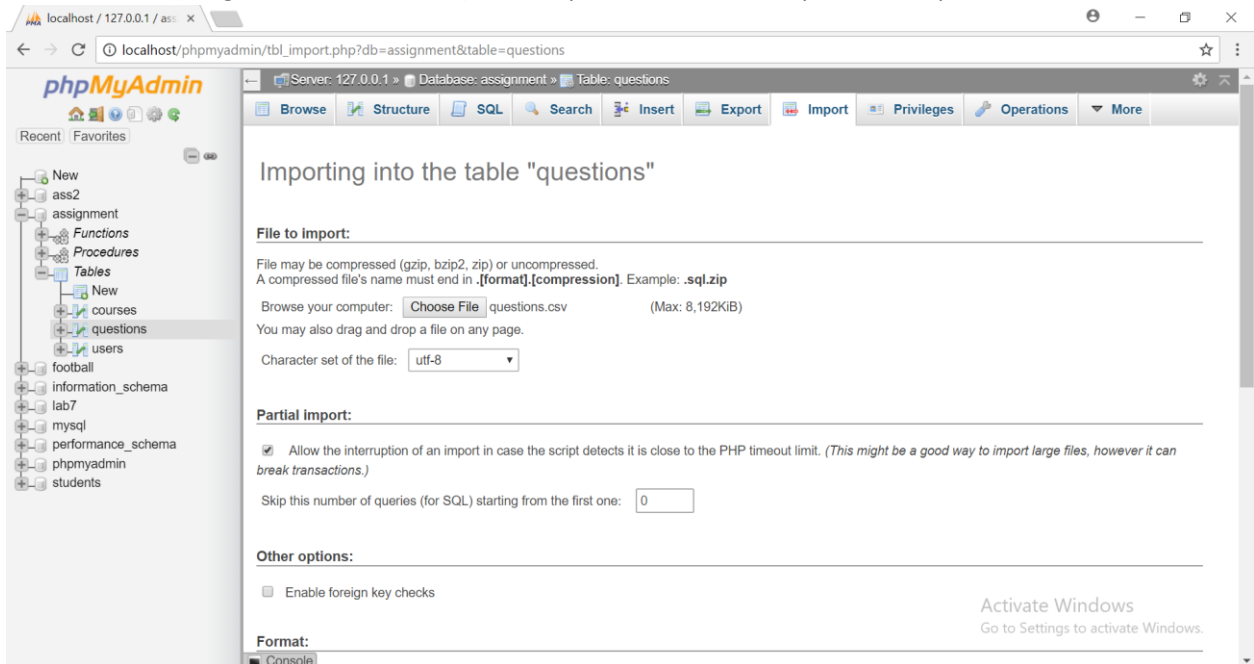 localhost / 127.0.0.1 / ass
localhost/phpmyadmin/tbl_import.php?db=assignment&table=questions
phpMyAdmin
Recent Favorites
New
ass2
assignment
Functions
Procedures
Tables
New
courses
questions
users
football
information_schema
lab7
mysql
performance_schema
phpmyadmin
students
Server: 127.0.0.1 » Database: assignment » Table: questions
Browse Structure SQL Search Insert Export Import Privileges Operations More
Importing into the table "questions"
File to import:
File may be compressed (gzip, bzip2, zip) or uncompressed.
A compressed file's name must end in .[format].[compression]. Example: .sql.zip
Browse your computer: Choose File questions.csv (Max: 8,192KiB)
You may also drag and drop a file on any page.
Character set of the file: utf-8
Partial import:
Allow the interruption of an import in case the script detects it is close to the PHP timeout limit. (This might be a good way to import large files, however it can
break transactions.)
Skip this number of queries (for SQL) starting from the first one: 0
Other options:
Enable foreign key checks
Format:
Console
Activate Windows
Go to Settings to activate Windows.